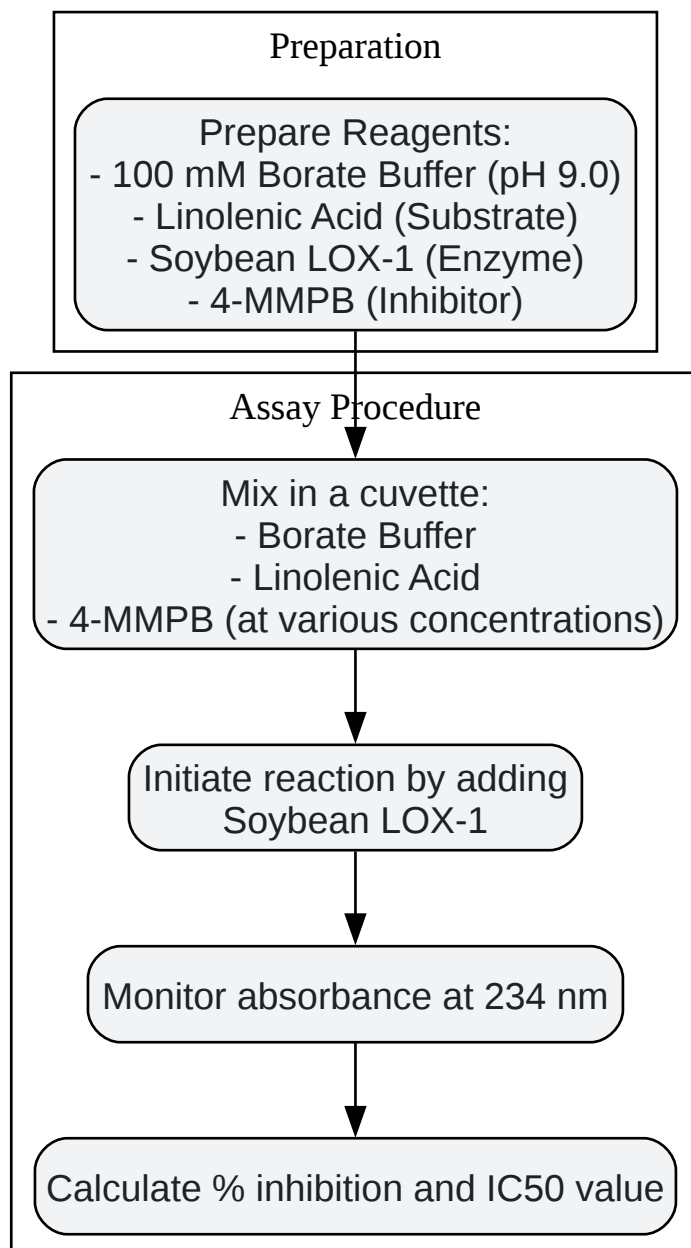 Preparation
Prepare Reagents:
- 100 mM Borate Buffer (pH 9.0)
- Linolenic Acid (Substrate)
- Soybean LOX-1 (Enzyme)
- 4-MMPB (Inhibitor)
Assay Procedure
Mix in a cuvette:
- Borate Buffer
- Linolenic Acid
- 4-MMPB (at various concentrations)
Initiate reaction by adding
Soybean LOX-1
Monitor absorbance at 234 nm
Calculate % inhibition and IC50 value